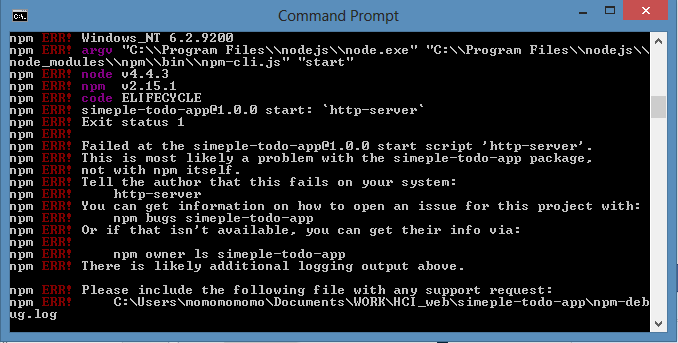 Command Prompt
npm ERR! Windows_NT 6.2.9200
npm ERR! argv "C:\\Program Files\\nodejs\\node.exe" "C:\\Program Files\\nodejs\\
node_modules\\npm\\bin\\npm-cli.js" "start"
npm ERR! node v4.4.3
npm ERR! npm  v2.15.1
npm ERR! code ELIFECYCLE
npm ERR! simeple-todo-app@1.0.0 start: `http-server`
npm ERR! Exit status 1
npm ERR!
npm ERR! Failed at the simeple-todo-app@1.0.0 start script 'http-server'.
npm ERR! This is most likely a problem with the simeple-todo-app package,
npm ERR! not with npm itself.
npm ERR! Tell the author that this fails on your system:
npm ERR!     http-server
npm ERR! You can get information on how to open an issue for this project with:
npm ERR!     npm bugs simeple-todo-app
npm ERR! Or if that isn't available, you can get their info via:
npm ERR!
npm ERR!     npm owner ls simeple-todo-app
npm ERR! There is likely additional logging output above.
npm ERR! Please include the following file with any support request:
npm ERR!     C:\Users\momomomomo\Documents\WORK\HCI_web\simeple-todo-app\npm-deb
ug.log